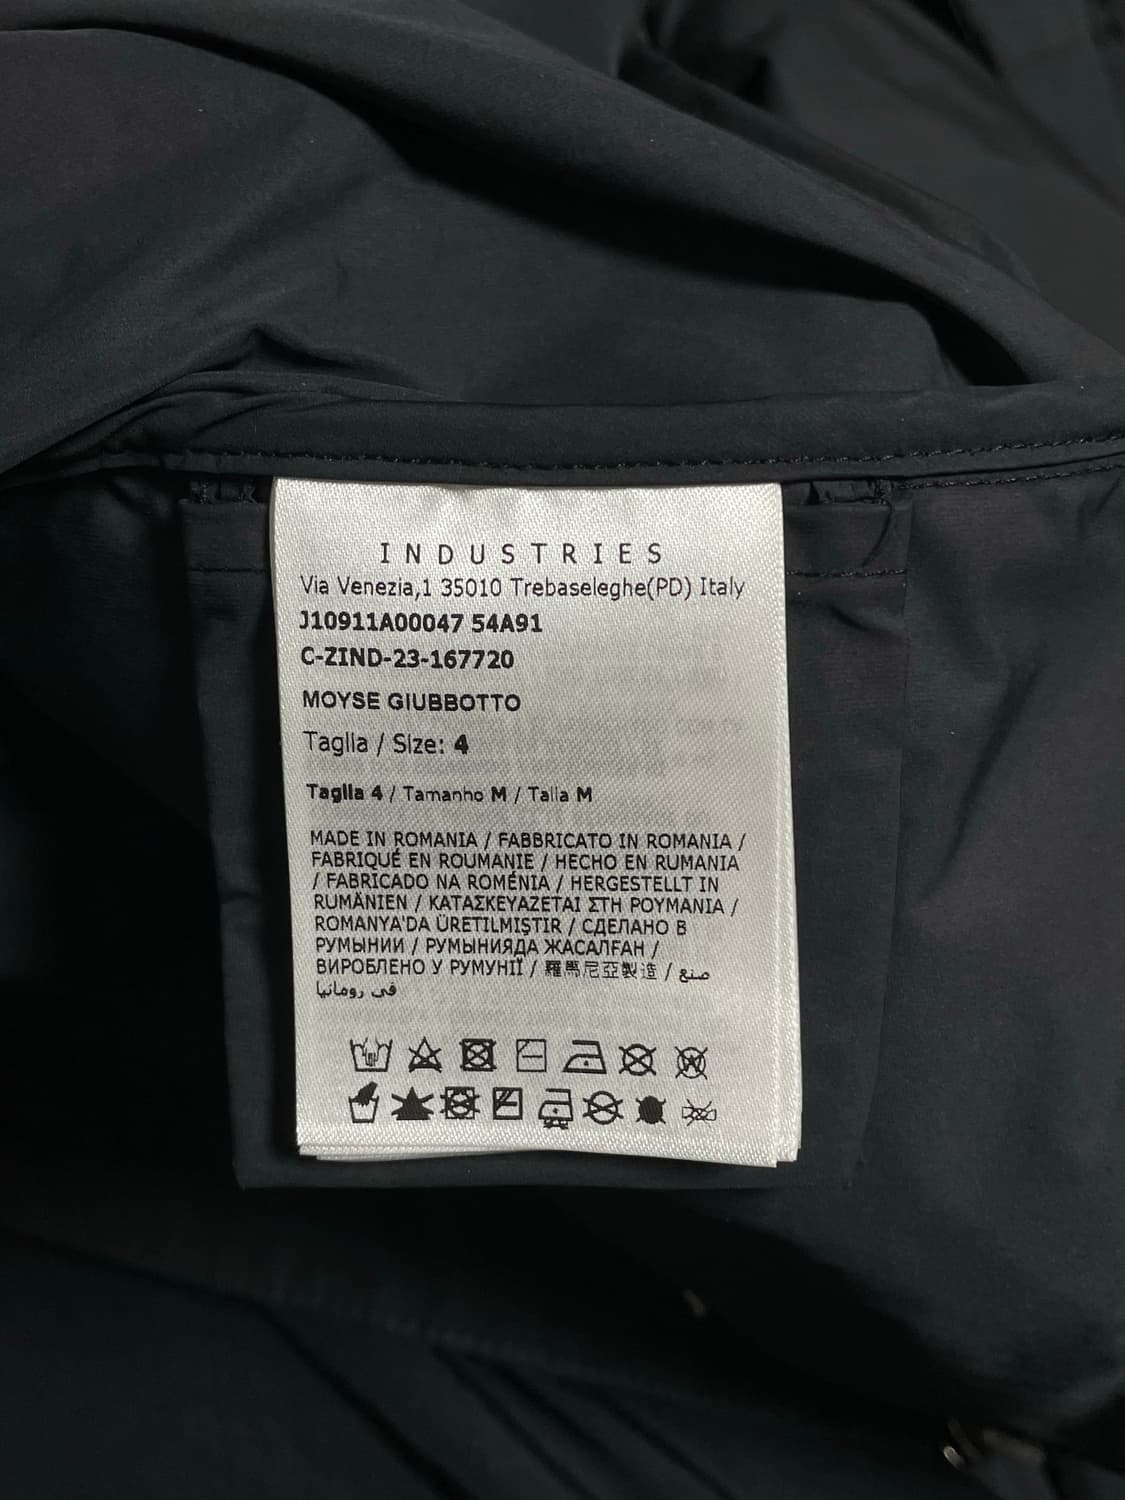 INDUSTRIES
Via Venezia,1 35010 Trebaseleghe(PD) Italy
J10911A00047 54A91
C-ZIND-23-167720
MOYSE GIUBBOTTO
Taglia / Size: 4
Taglia 4 / Tamanho M / Talla M
MADE IN ROMANIA / FABBRICATO IN ROMANIA /
FABRIQUÉ EN ROUMANIE / HECHO EN RUMANIA
/ FABRICADO NA ROMÉNIA / HERGESTELLT IN
RUMÄNIEN / ΚΑΤΑΣΚΕΥΑΖΕΤΑΙ ΣΤΗ ΡΟΥΜΑΝΙΑ /
ROMANYA'DA ÜRETILMIŞTIR / СДЕЛАНО В
РУМЫНИИ / РУМЫНИЯДА ЖАСАЛҒАН /
ВИРОБЛЕНО У РУМУНІЇ / 羅馬尼亞製造 / صنع
في رومانيا